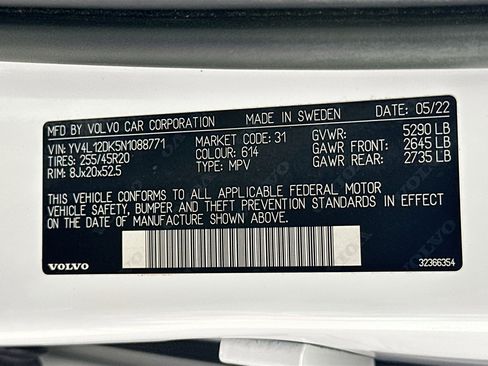 MFD BY VOLVO CAR CORPORATION MADE IN SWEDEN DATE: 05/22
VIN: YV4L12DK5N1088771 MARKET CODE: 31 GVWR: 5290 LB
TIRES: 255/45R20 COLOUR: 614 GAWR FRONT: 2645 LB
RIM: 8Jx20x52.5 TYPE: MPV GAWR REAR: 2735 LB
THIS VEHICLE CONFORMS TO ALL APPLICABLE FEDERAL MOTOR
VEHICLE SAFETY, BUMPER AND THEFT PREVENTION STANDARDS IN EFFECT
ON THE DATE OF MANUFACTURE SHOWN ABOVE.
VOLVO 32366354